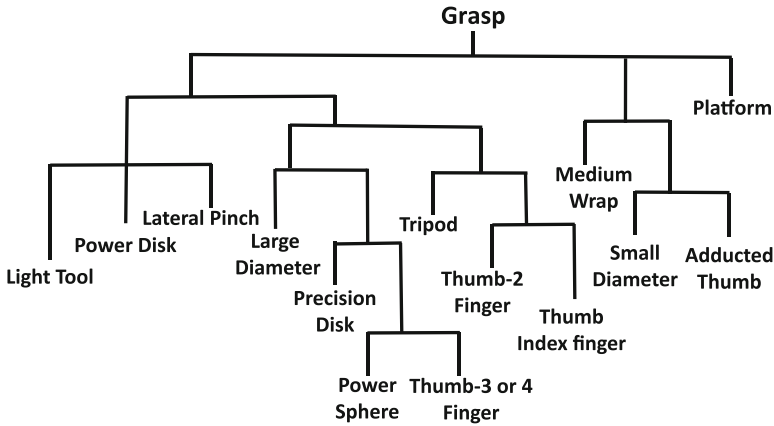 Grasp
Platform
Medium
Wrap
Lateral Pinch
Tripod
Power Disk
Large
Diameter
Small
Diameter
Adducted
Thumb
Light Tool
Thumb-2
Finger
Precision
Disk
Thumb
Index finger
Power
Sphere
Thumb-3 or 4
Finger